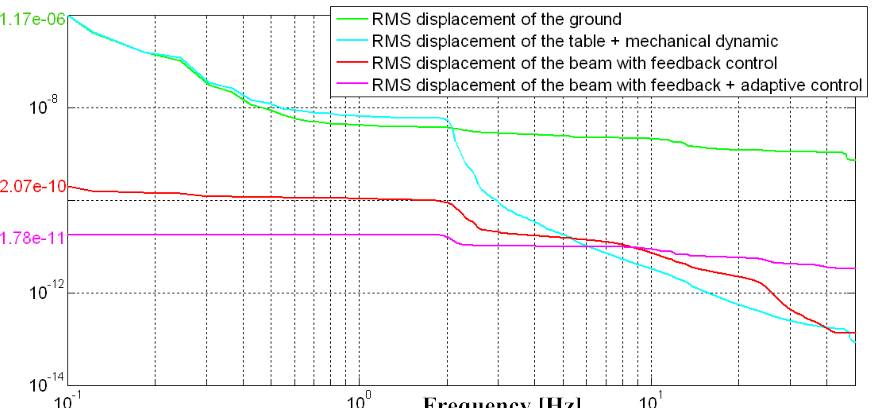 1.17e-06
RMS displacement of the ground
RMS displacement of the table + mechanical dynamic
RMS displacement of the beam with feedback control
RMS displacement of the beam with feedback + adaptive control
10^-8
2.07e-10
1.78e-11
10^-12
10^-14
10^-1 10^0 10^1
Frequency [Hz]